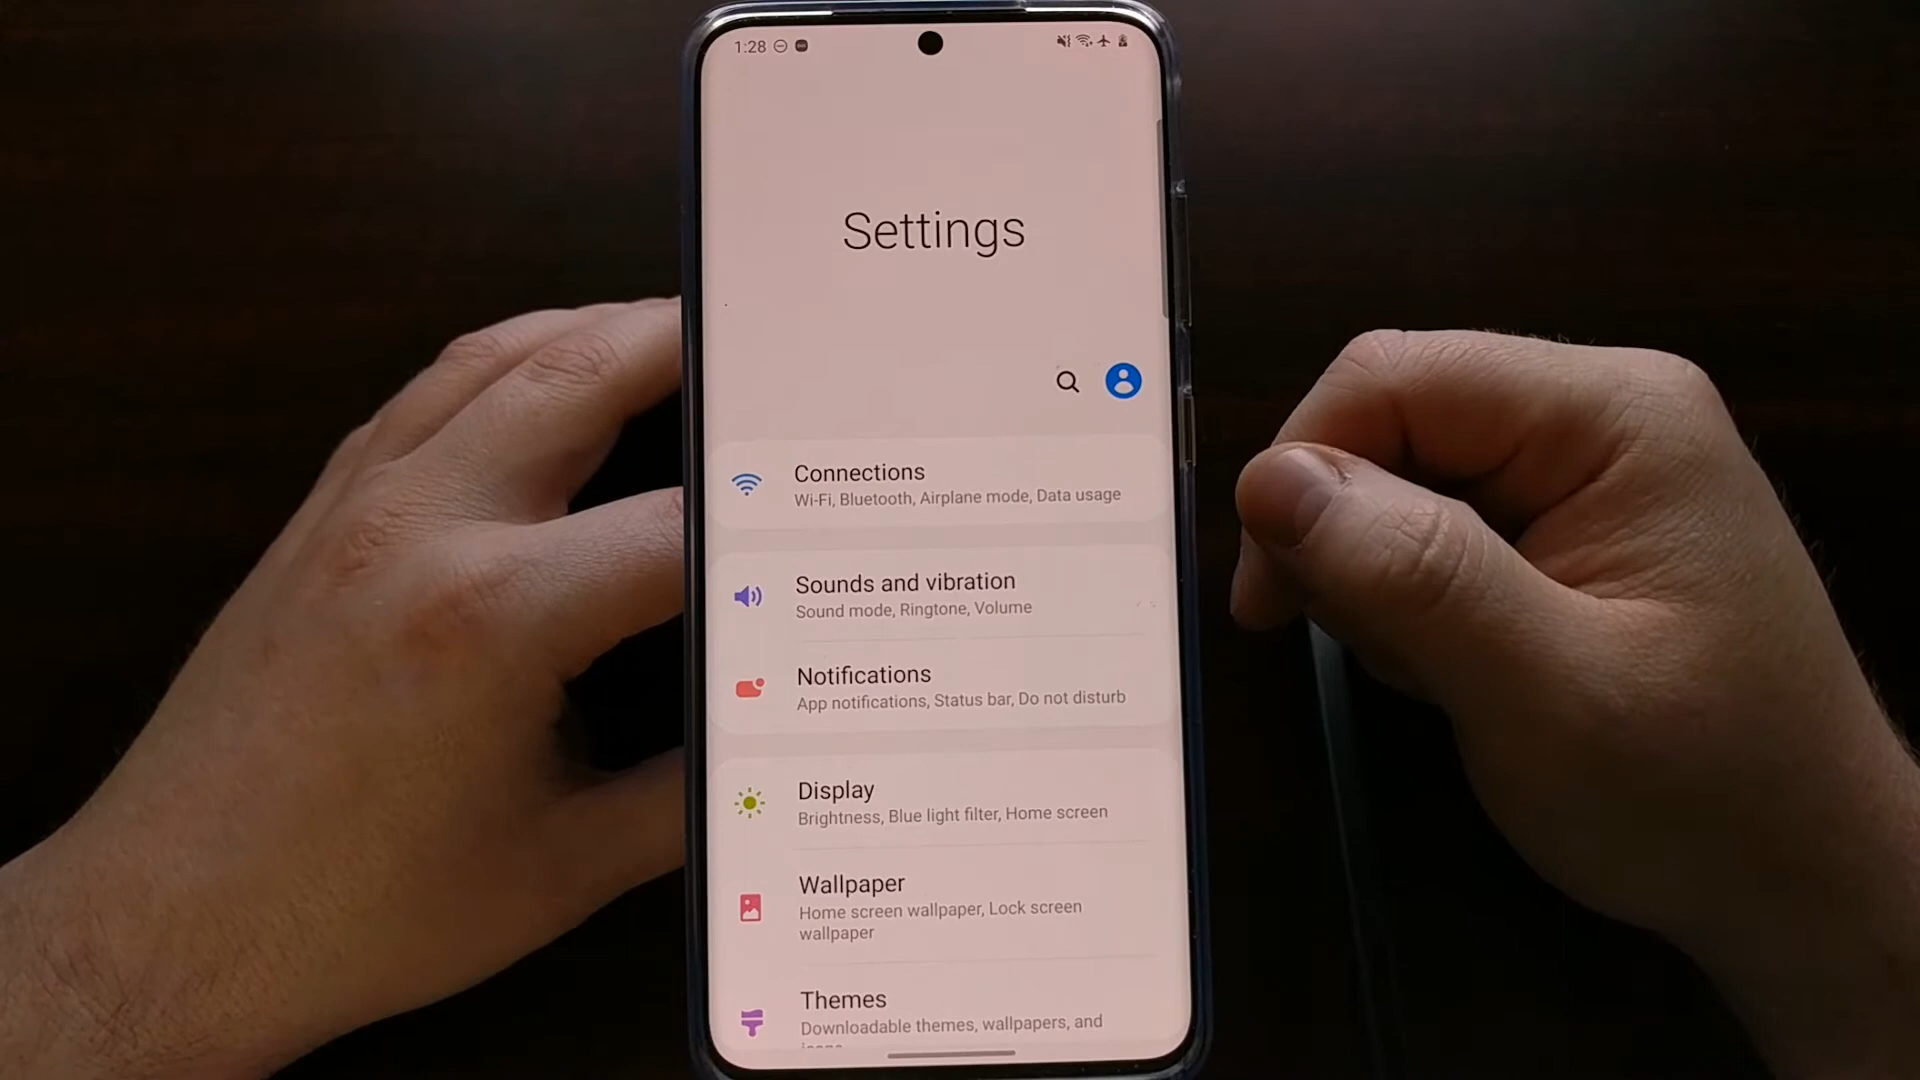 1:28
Settings
Connections
Wi-Fi, Bluetooth, Airplane mode, Data usage
Sounds and vibration
Sound mode, Ringtone, Volume
Notifications
App notifications, Status bar, Do not disturb
Display
Brightness, Blue light filter, Home screen
Wallpaper
Home screen wallpaper, Lock screen
wallpaper
Themes
Downloadable themes, wallpapers, and